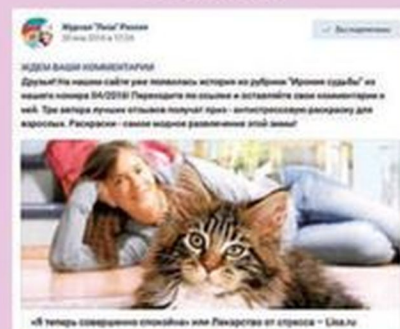 Журнал "Лиза" Россия
ЖДЕМ ВАШИ КОММЕНТАРИИ
Друзья! На нашем сайте уже появилась история из рубрики "Ирония судьбы" из
нашего номера 04/2016! Переходите по ссылке и оставляйте свои комментарии к
ней. Три автора лучших отзывов получат приз - антистрессовую раскраску для
взрослых. Раскраски - самое модное развлечение этой зимы!
«Я теперь совершенно спокойна» или Лекарство от стресса – Liza.ru